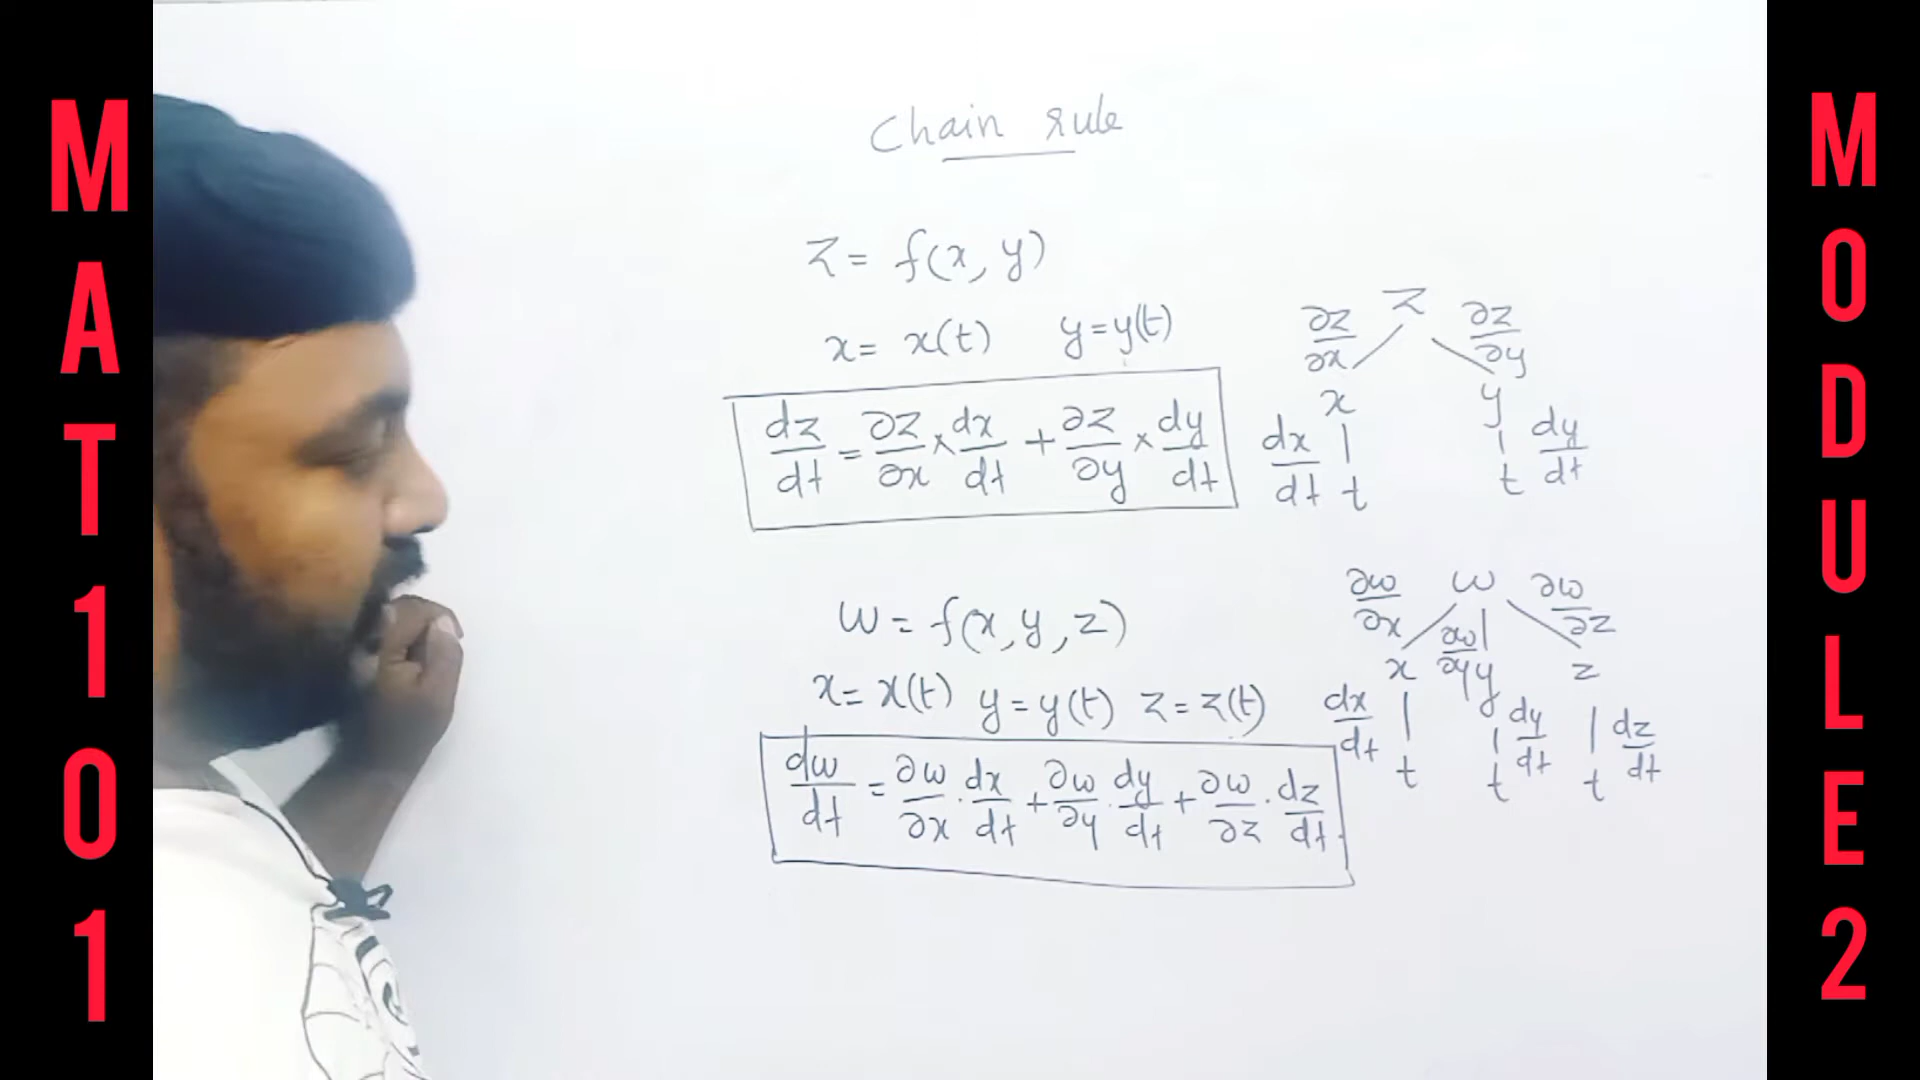 MAT101
Chain rule
z = f(x, y)
x = x(t) y = y(t)
dz/dt = ∂z/∂x × dx/dt + ∂z/∂y × dy/dt
z
∂z/∂x ∂z/∂y
x y
dx/dt dy/dt
t t
w = f(x, y, z)
x = x(t) y = y(t) z = z(t)
dw/dt = ∂w/∂x · dx/dt + ∂w/∂y · dy/dt + ∂w/∂z · dz/dt
w
∂w/∂x ∂w/∂y ∂w/∂z
x y z
dx/dt dy/dt dz/dt
t t t
MODULE2